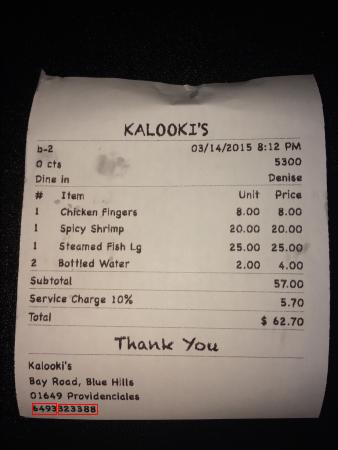 KALOOKI'S
b-2 03/14/2015 8:12 PM
0 cts 5300
Dine in Denise
# Item Unit Price
1 Chicken Fingers 8.00 8.00
1 Spicy Shrimp 20.00 20.00
1 Steamed Fish Lg 25.00 25.00
2 Bottled Water 2.00 4.00
Subtotal 57.00
Service Charge 10% 5.70
Total $ 62.70
Thank You
Kalooki's
Bay Road, Blue Hills
01649 Providenciales
6493323388